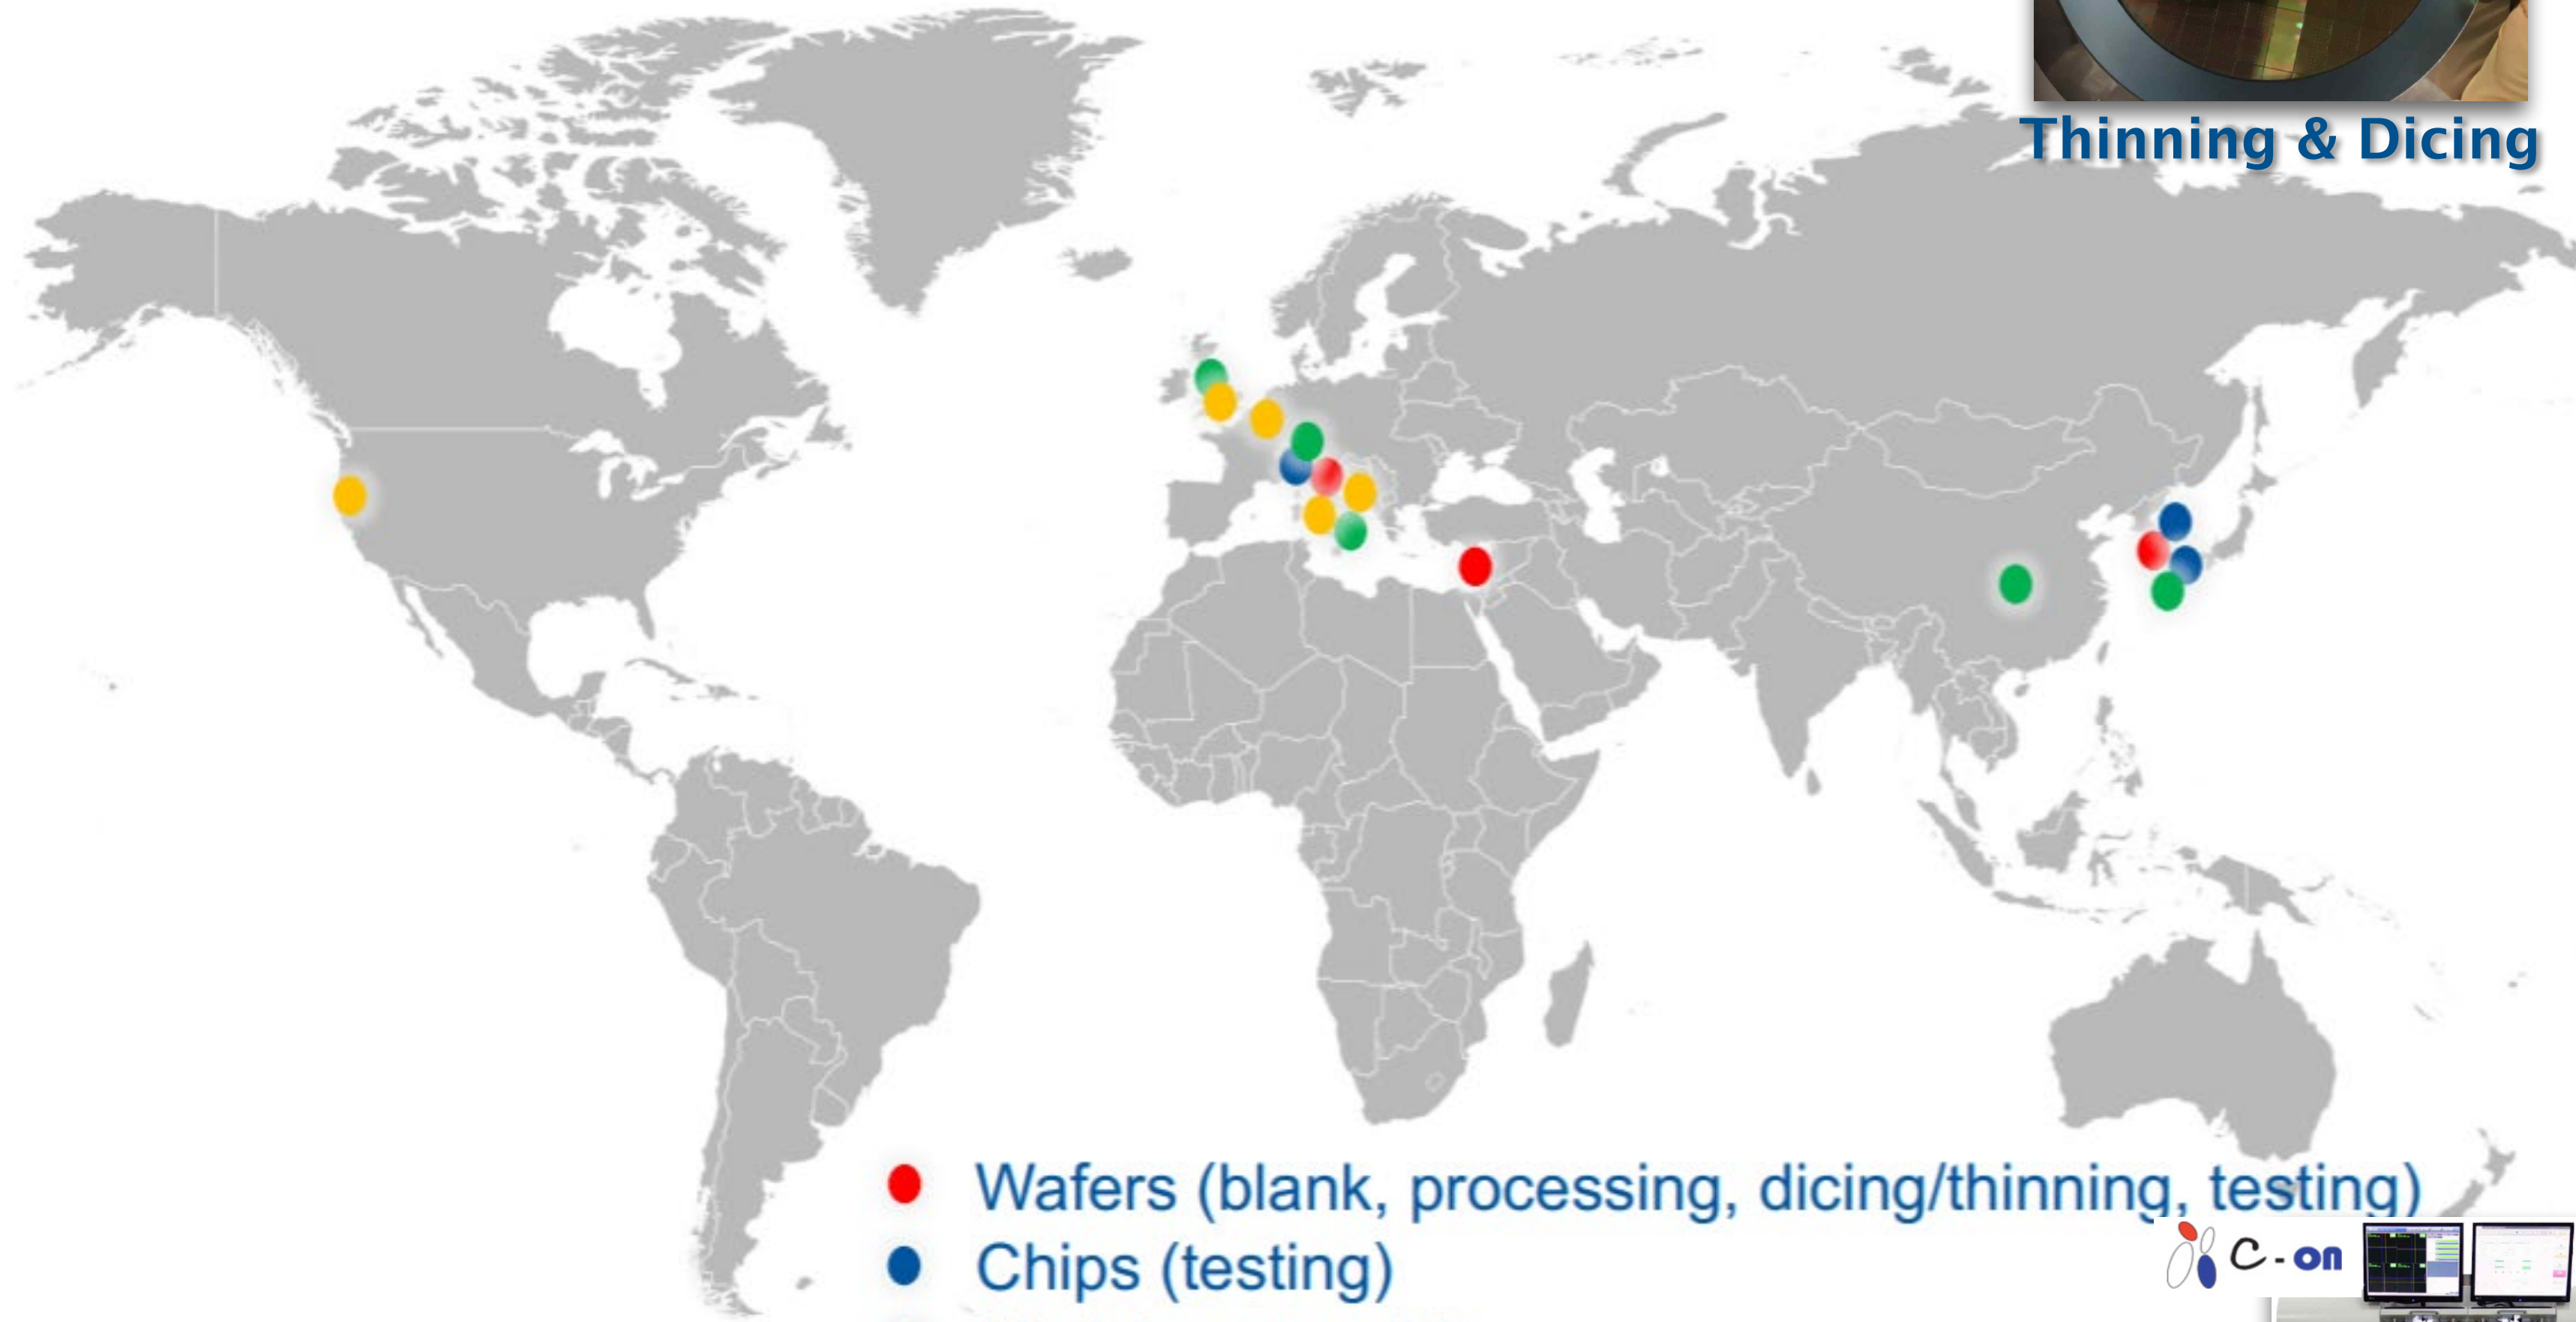 Thinning & Dicing
Wafers (blank, processing, dicing/thinning, testing)
C-on
Chips (testing)